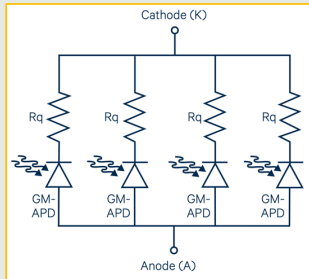 Cathode (K)
Rq Rq Rq Rq
GM-
APD
GM-
APD
GM-
APD
GM-
APD
Anode (A)